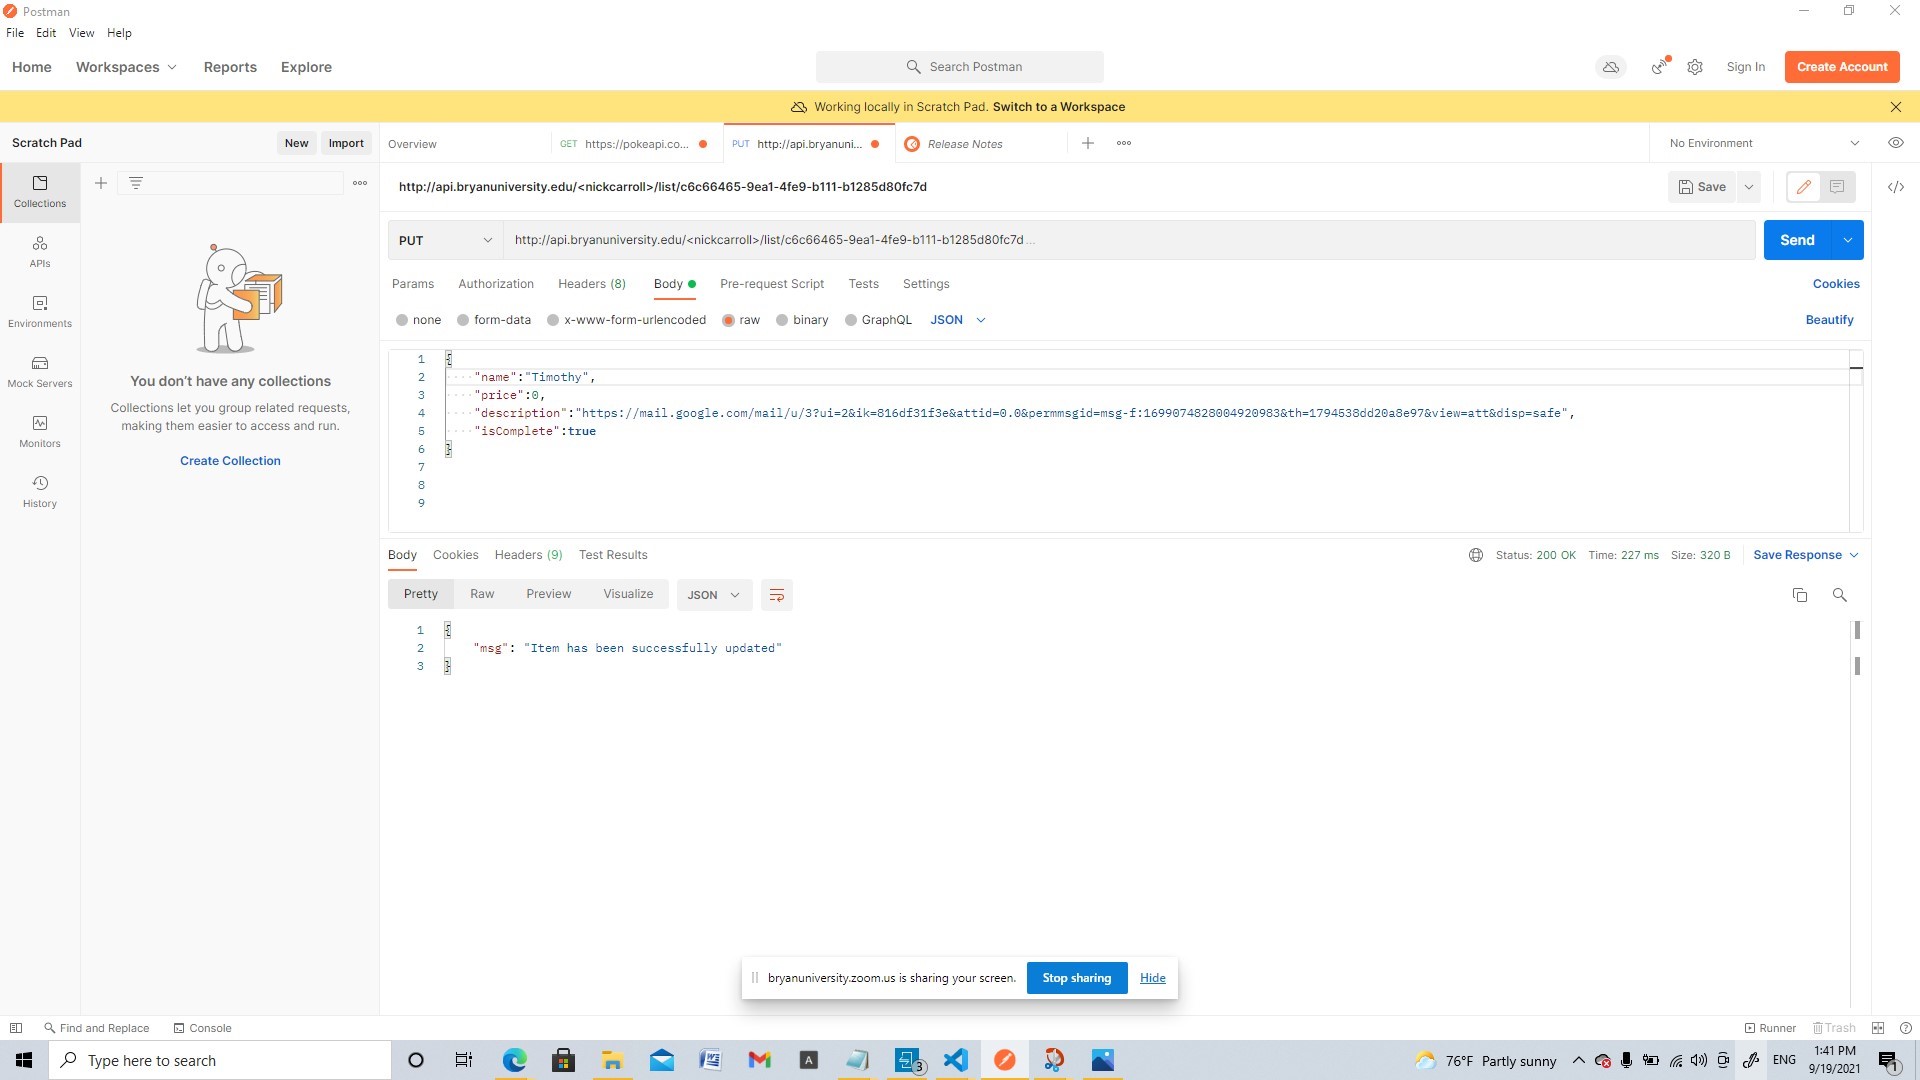 Postman
File Edit View Help
Home Workspaces Reports Explore
Search Postman
Sign In
Create Account
Working locally in Scratch Pad. Switch to a Workspace
Scratch Pad
New Import
Overview
GET https://pokeapi.co...
PUT http://api.bryanuni...
Release Notes
No Environment
http://api.bryanuniversity.edu/<nickcarroll>/list/c6c66465-9ea1-4fe9-b111-b1285d80fc7d
Save
PUT
http://api.bryanuniversity.edu/<nickcarroll>/list/c6c66465-9ea1-4fe9-b111-b1285d80fc7d ...
Send
Params Authorization Headers (8) Body Pre-request Script Tests Settings
Cookies
none form-data x-www-form-urlencoded raw binary GraphQL JSON
Beautify
Collections
APIs
Environments
Mock Servers
Monitors
History
You don't have any collections
Collections let you group related requests,
making them easier to access and run.
Create Collection
1 {
2 ····"name":"Timothy",
3 ····"price":0,
4 ····"description":"https://mail.google.com/mail/u/3?ui=2&ik=816df31f3e&attid=0.0&permmsgid=msg-f:1699074828004920983&th=1794538dd20a8e97&view=att&disp=safe",
5 ····"isComplete":true
6 }
7
8
9
Body Cookies Headers (9) Test Results
Status: 200 OK Time: 227 ms Size: 320 B Save Response
Pretty Raw Preview Visualize JSON
1 {
2 "msg": "Item has been successfully updated"
3 }
bryanuniversity.zoom.us is sharing your screen. Stop sharing Hide
Find and Replace Console
Runner Trash
Type here to search
3
76°F Partly sunny
ENG
1:41 PM
9/19/2021
1